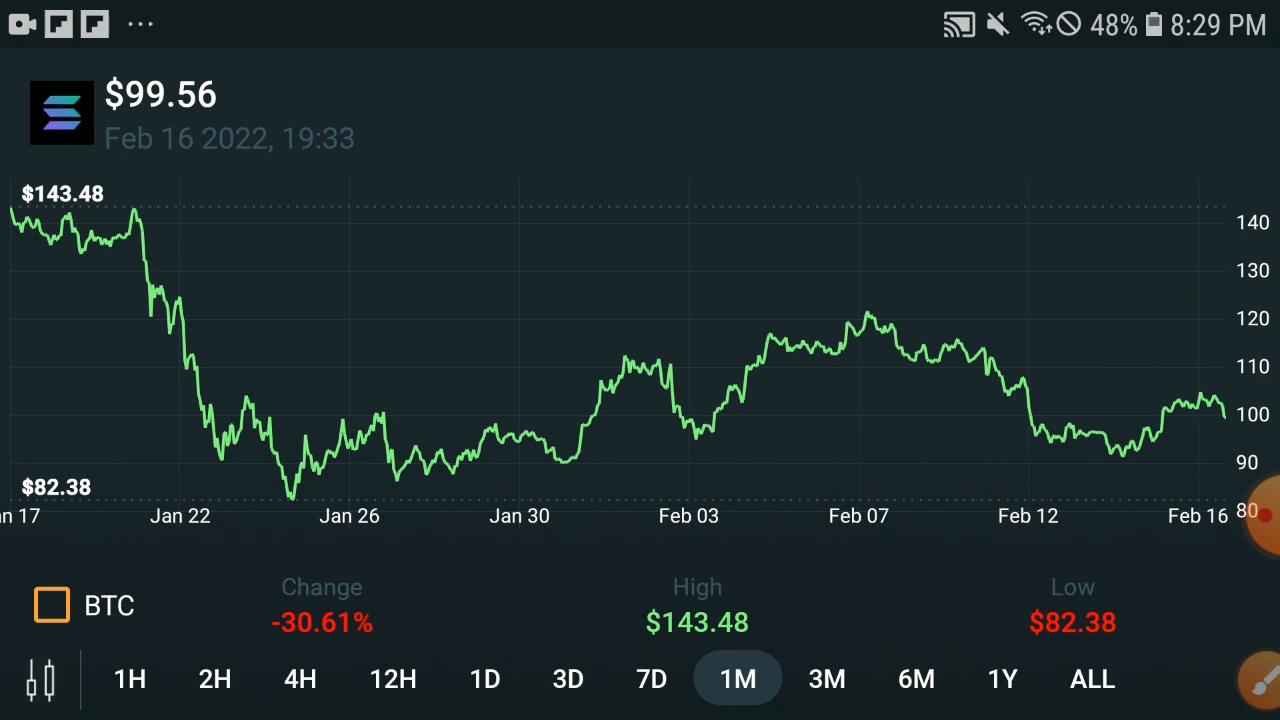 48% 8:29 PM
$99.56
Feb 16 2022, 19:33
$143.48
140
130
120
110
100
90
$82.38
80
n 17 Jan 22 Jan 26 Jan 30 Feb 03 Feb 07 Feb 12 Feb 16
BTC
Change High Low
-30.61% $143.48 $82.38
1H 2H 4H 12H 1D 3D 7D 1M 3M 6M 1Y ALL